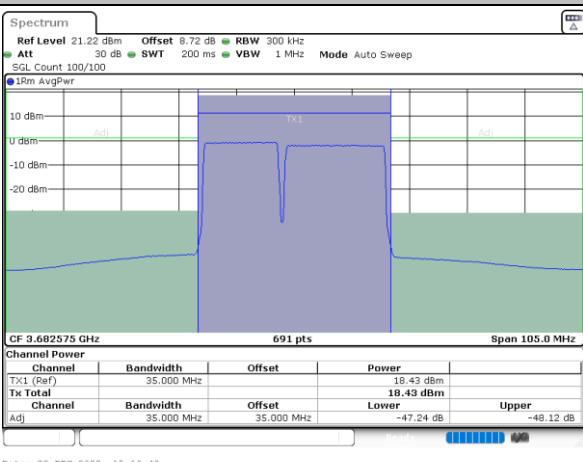 Spectrum
Ref Level 21.22 dBm Offset 8.72 dB RBW 300 kHz
Att 30 dB SWT 200 ms VBW 1 MHz Mode Auto Sweep
SGL Count 100/100
1Rm AvgPwr
10 dBm
TX1
Adj
Adj
0 dBm
-10 dBm
-20 dBm
CF 3.682575 GHz 691 pts Span 105.0 MHz
Channel Power
Channel Bandwidth Offset Power
TX1 (Ref) 35.000 MHz 18.43 dBm
Tx Total 18.43 dBm
Channel Bandwidth Offset Lower Upper
Adj 35.000 MHz 35.000 MHz -47.24 dB -48.12 dB
Ready